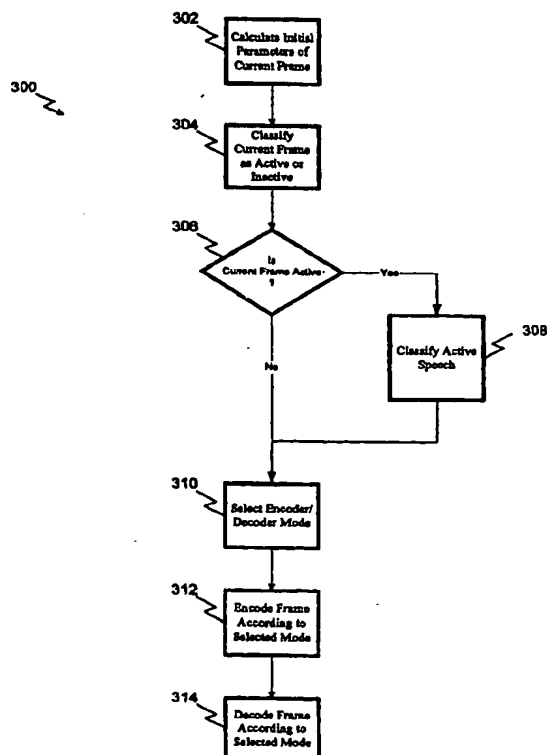 302
Calculate Initial
Parameters of
Current Frame
300
304
Classify
Current Frame
as Active or
Inactive
306
Is
Current Frame Active
?
Yes
308
Classify Active
Speech
No
310
Select Encoder/
Decoder Mode
312
Encode Frame
According to
Selected Mode
314
Decode Frame
According to
Selected Mode